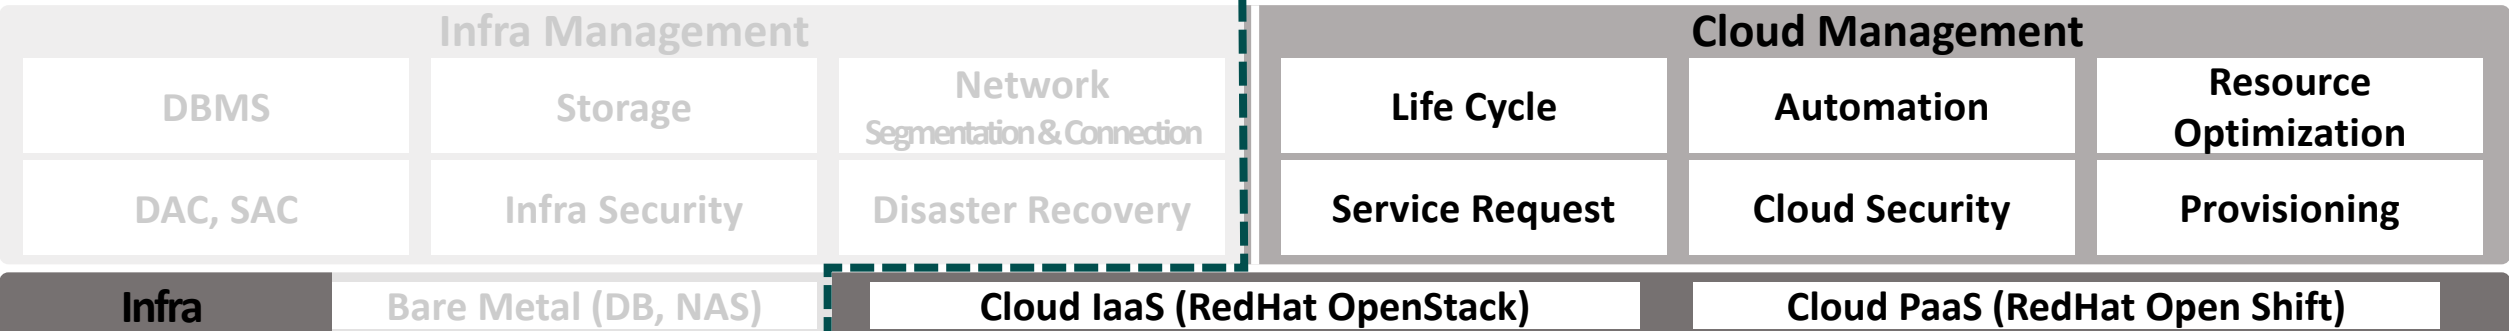 Infra Management
DBMS
Storage
Network
Segmentation & Connection
DAC, SAC
Infra Security
Disaster Recovery
Cloud Management
Life Cycle
Automation
Resource
Optimization
Service Request
Cloud Security
Provisioning
Infra
Bare Metal (DB, NAS)
Cloud IaaS (RedHat OpenStack)
Cloud PaaS (RedHat Open Shift)